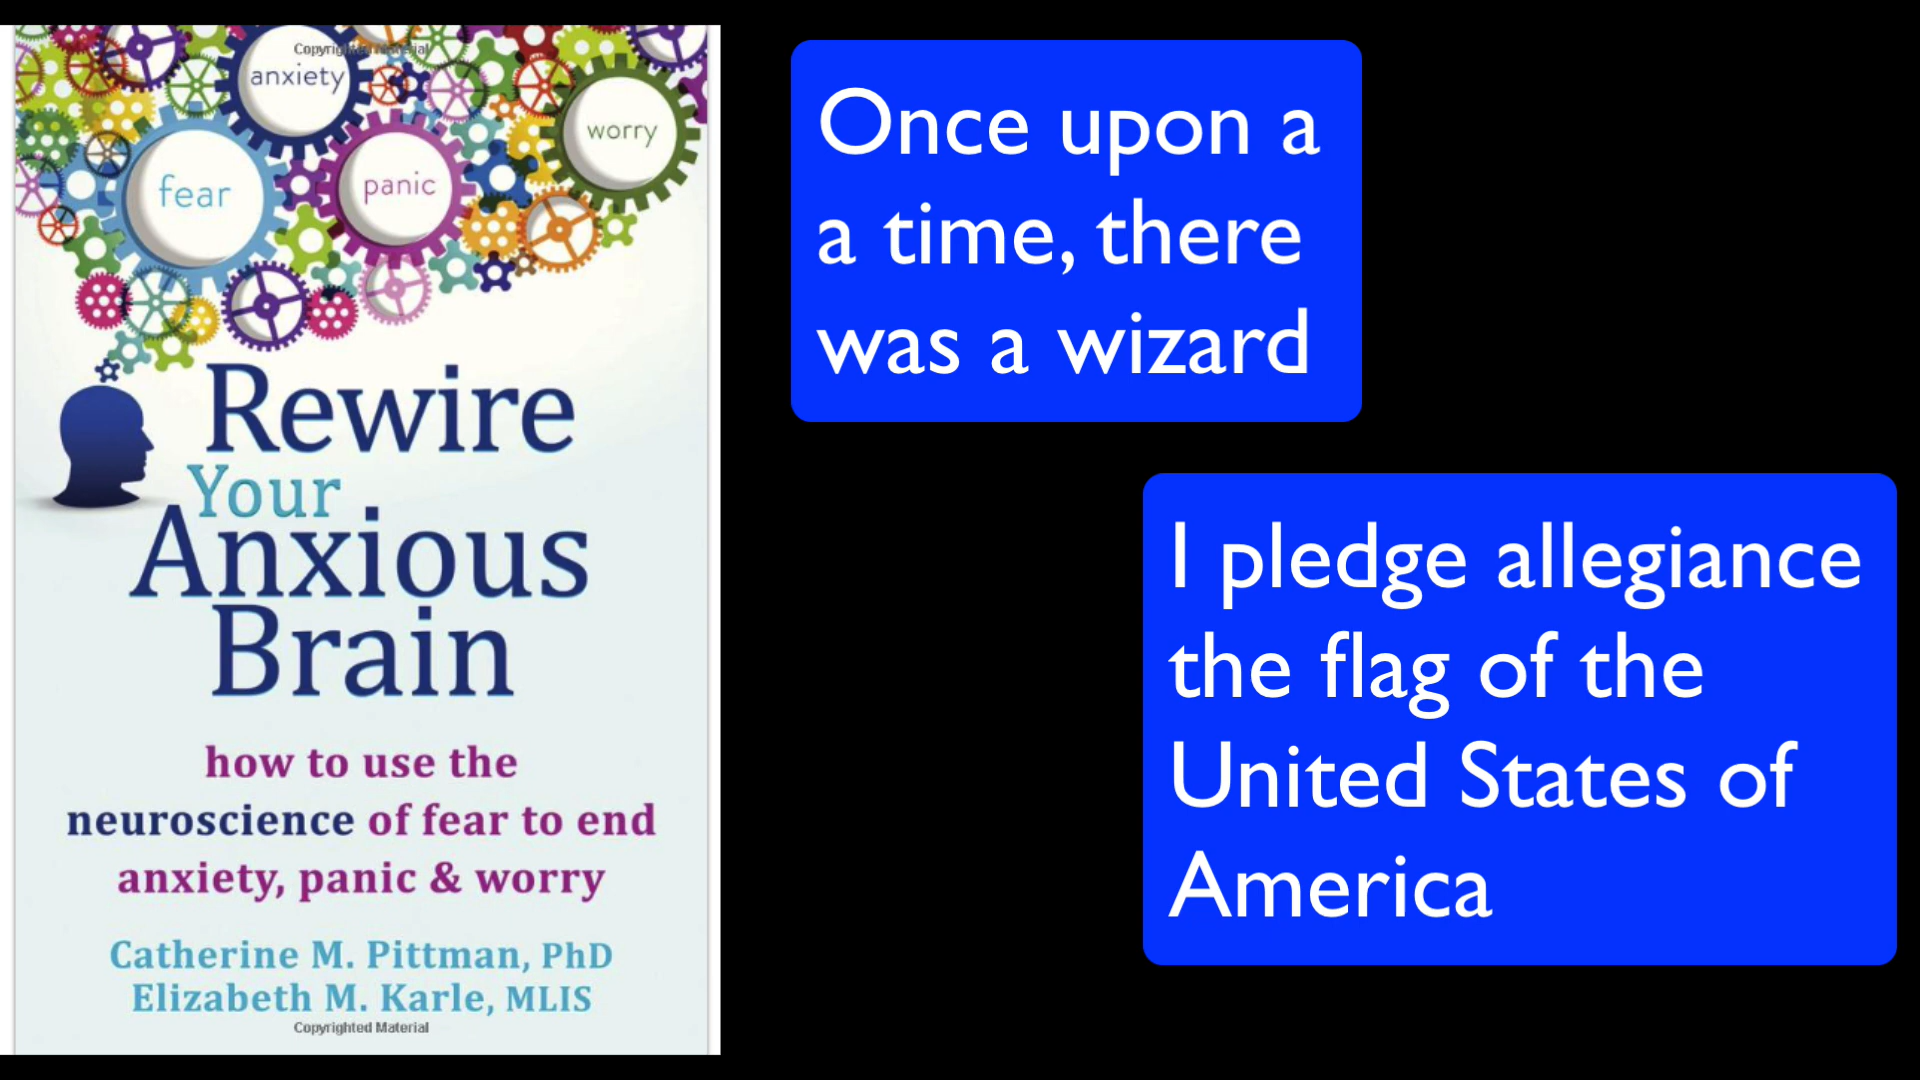 Copyrighted Material
anxiety
worry
fear
panic
Rewire
Your
Anxious
Brain
how to use the
neuroscience of fear to end
anxiety, panic & worry
Catherine M. Pittman, PhD
Elizabeth M. Karle, MLIS
Copyrighted Material
Once upon a
a time, there
was a wizard
I pledge allegiance
the flag of the
United States of
America